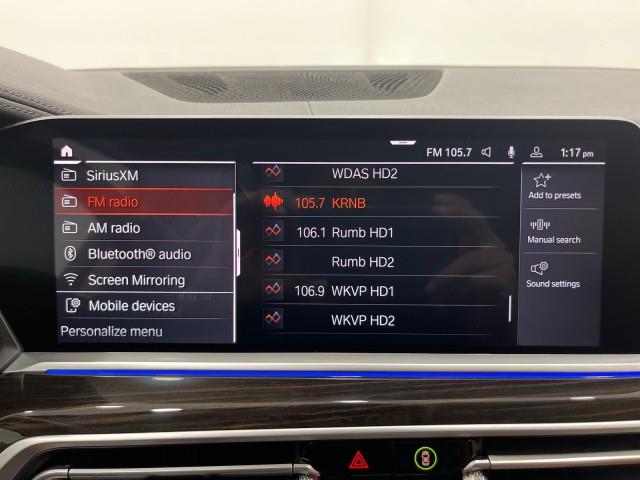 FM 105.7
1:17 pm
SiriusXM
FM radio
AM radio
Bluetooth® audio
Screen Mirroring
Mobile devices
Personalize menu
WDAS HD2
105.7 KRNB
106.1 Rumb HD1
Rumb HD2
106.9 WKVP HD1
WKVP HD2
Add to presets
Manual search
Sound settings